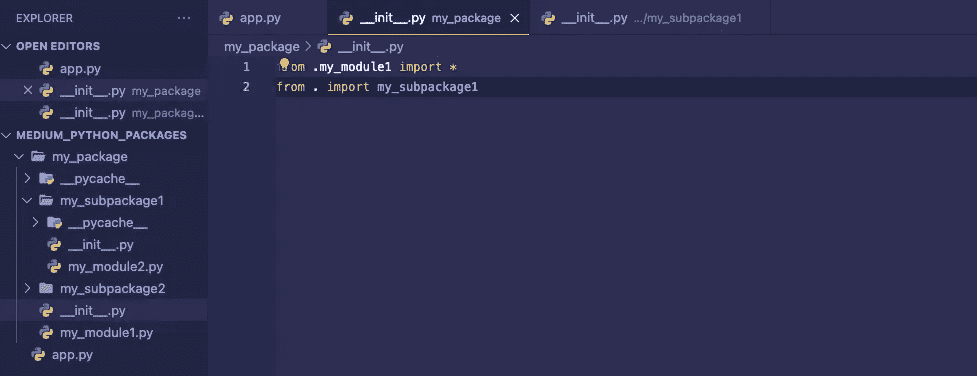 EXPLORER ...
OPEN EDITORS
app.py
__init__.py my_package
__init__.py my_packag...
MEDIUM_PYTHON_PACKAGES
my_package
__pycache__
my_subpackage1
__pycache__
__init__.py
my_module2.py
my_subpackage2
__init__.py
my_module1.py
app.py
app.py __init__.py my_package __init__.py .../my_subpackage1
my_package > __init__.py
1 from .my_module1 import *
2 from . import my_subpackage1